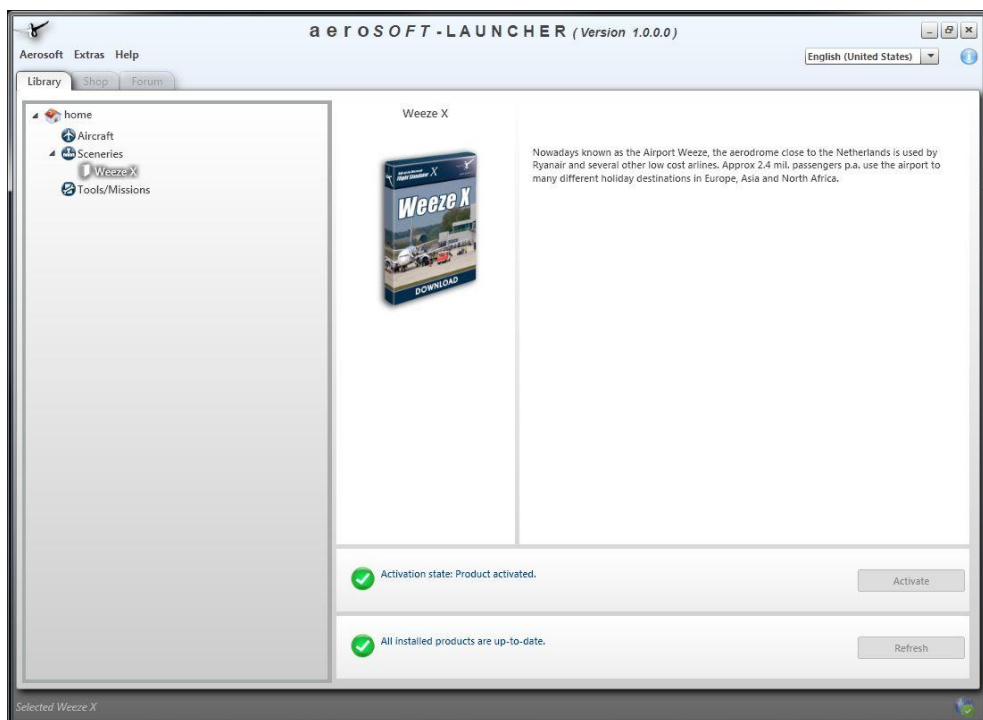 aeroSOFT-LAUNCHER (Version 1.0.0.0)
Aerosoft Extras Help
English (United States)
Library Shop Forum
home
Aircraft
Sceneries
Weeze X
Tools/Missions
Weeze X
Flight Simulator X
Weeze X
DOWNLOAD
Nowadays known as the Airport Weeze, the aerodrome close to the Netherlands is used by
Ryanair and several other low cost arlines. Approx 2.4 mil. passengers p.a. use the airport to
many different holiday destinations in Europe, Asia and North Africa.
Activation state: Product activated.
Activate
All installed products are up-to-date.
Refresh
Selected Weeze X